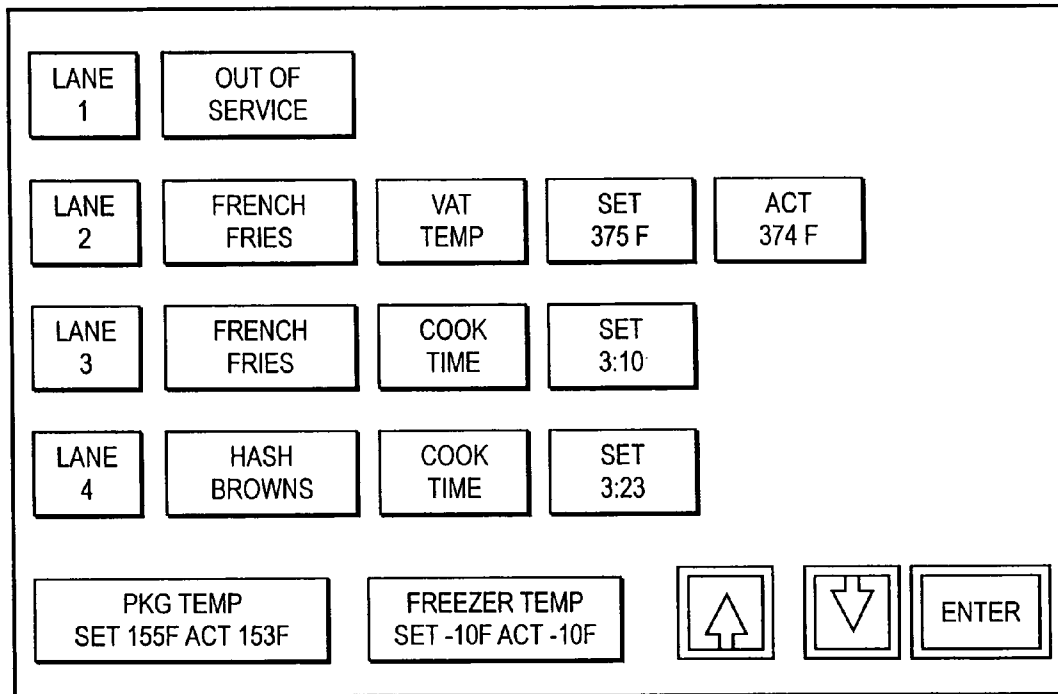 LANE
1
OUT OF
SERVICE
LANE
2
FRENCH
FRIES
VAT
TEMP
SET
375 F
ACT
374 F
LANE
3
FRENCH
FRIES
COOK
TIME
SET
3:10
LANE
4
HASH
BROWNS
COOK
TIME
SET
3:23
PKG TEMP
SET 155F ACT 153F
FREEZER TEMP
SET -10F ACT -10F
ENTER